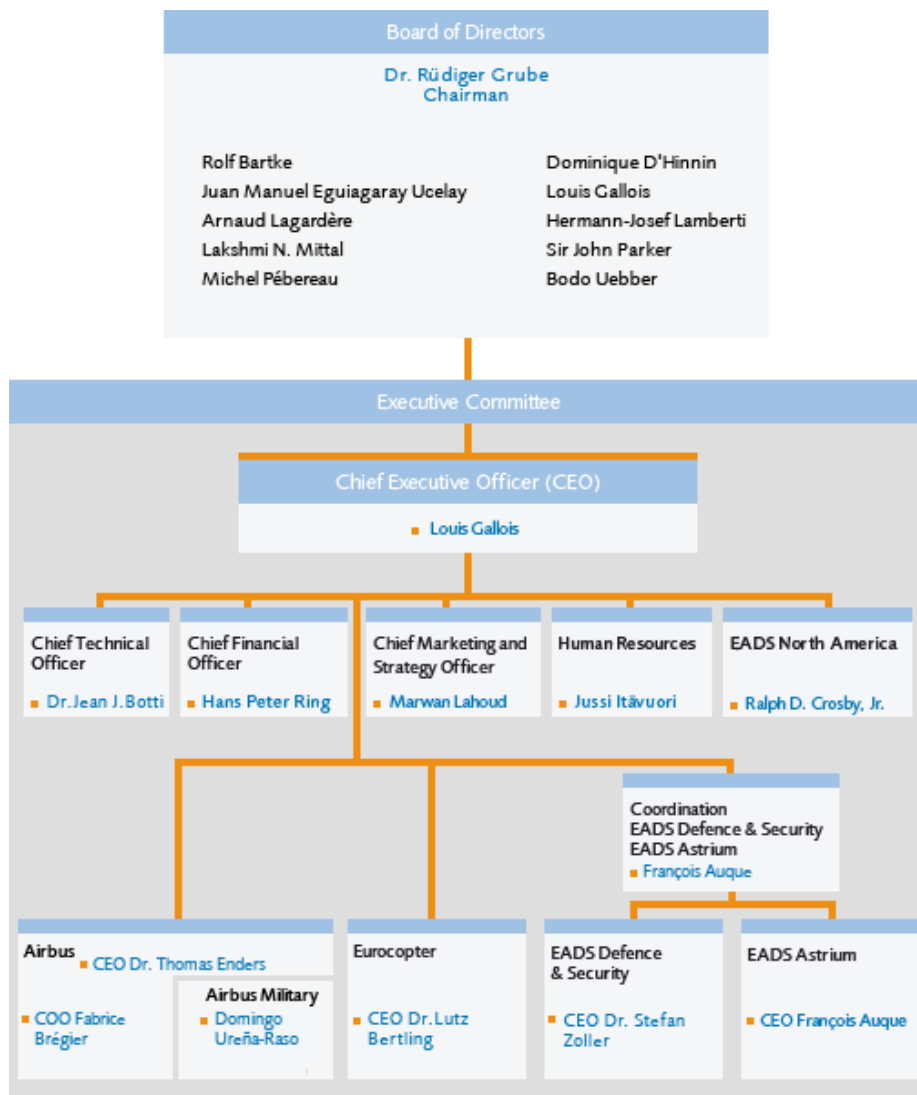 Board of Directors
Dr. Rüdiger Grube
Chairman
Rolf Bartke
Juan Manuel Eguiagaray Ucelay
Arnaud Lagardère
Lakshmi N. Mittal
Michel Pébereau
Dominique D'Hinnin
Louis Gallois
Hermann-Josef Lamberti
Sir John Parker
Bodo Uebber
Executive Committee
Chief Executive Officer (CEO)
Louis Gallois
Chief Technical
Officer
Dr.Jean J.Botti
Chief Financial
Officer
Hans Peter Ring
Chief Marketing and
Strategy Officer
Marwan Lahoud
Human Resources
Jussi Itävuori
EADS North America
Ralph D. Crosby, Jr.
Coordination
EADS Defence & Security
EADS Astrium
François Auque
Airbus
CEO Dr. Thomas Enders
COO Fabrice
Brégier
Airbus Military
Domingo
Ureña-Raso
Eurocopter
CEO Dr.Lutz
Bertling
EADS Defence
& Security
CEO Dr. Stefan
Zoller
EADS Astrium
CEO François Auque